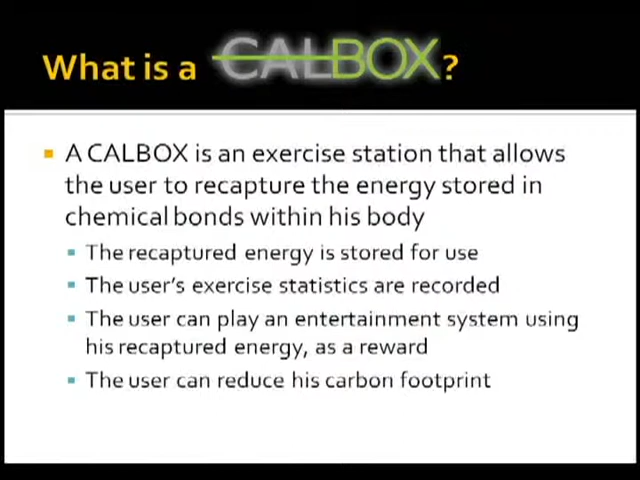 What is a CALBOX?
A CALBOX is an exercise station that allows
the user to recapture the energy stored in
chemical bonds within his body
The recaptured energy is stored for use
The user's exercise statistics are recorded
The user can play an entertainment system using
his recaptured energy, as a reward
The user can reduce his carbon footprint